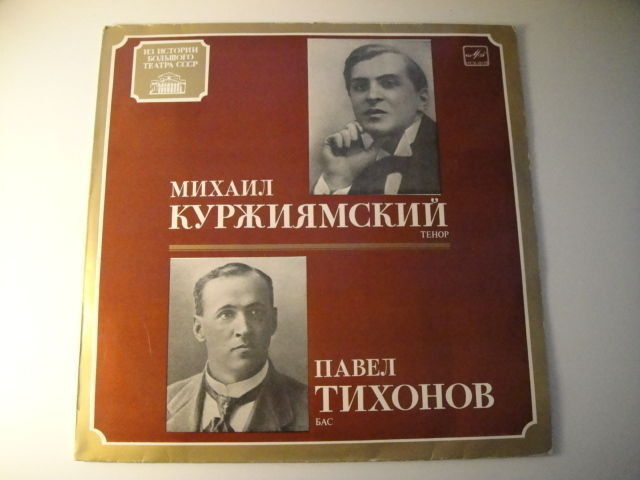 ИЗ ИСТОРИИ
БОЛЬШОГО
ТЕАТРА СССР
МИХАИЛ
КУРЖИЯМСКИЙ
ТЕНОР
ПАВЕЛ
ТИХОНОВ
БАС